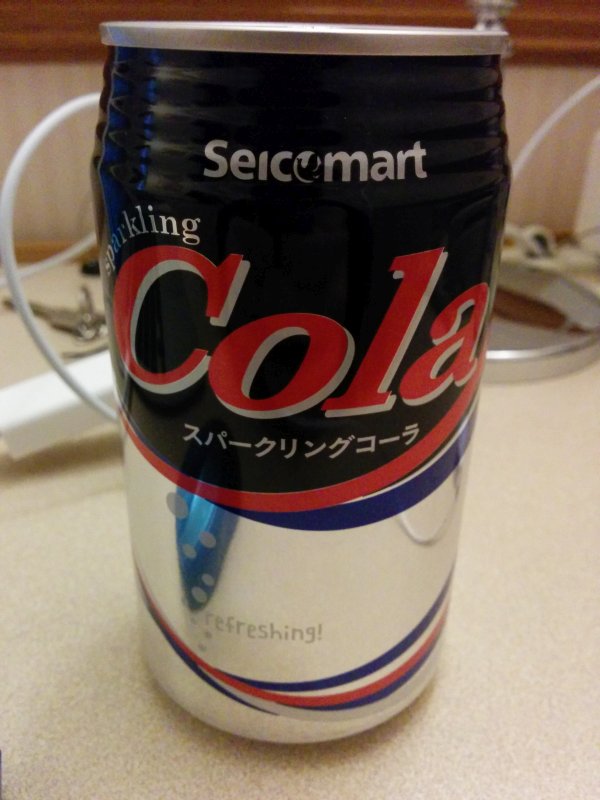 Seicomart
sparkling
Cola
スパークリングコーラ
refreshing!